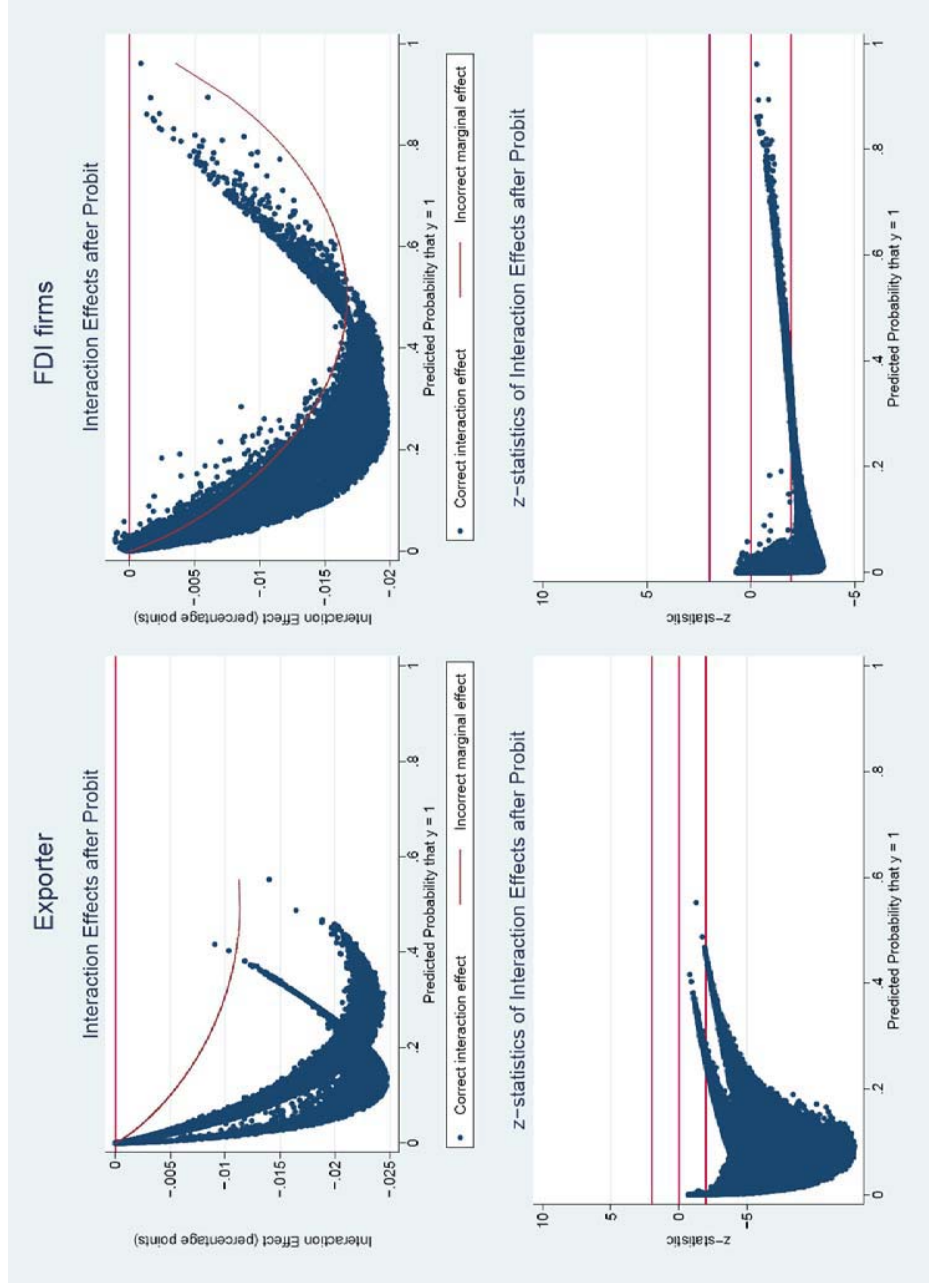 Exporter
Interaction Effects after Probit
Interaction Effect (percentage points)
0
-.005
-.01
-.015
-.02
-.025
0
.2
.4
.6
.8
1
Predicted Probability that y = 1
Correct interaction effect
Incorrect marginal effect
z-statistics of Interaction Effects after Probit
z-statistic
10
5
0
-5
0
.2
.4
.6
.8
1
Predicted Probability that y = 1
FDI firms
Interaction Effects after Probit
Interaction Effect (percentage points)
0
-.005
-.01
-.015
-.02
0
.2
.4
.6
.8
1
Predicted Probability that y = 1
Correct interaction effect
Incorrect marginal effect
z-statistics of Interaction Effects after Probit
z-statistic
10
5
0
-5
0
.2
.4
.6
.8
1
Predicted Probability that y = 1